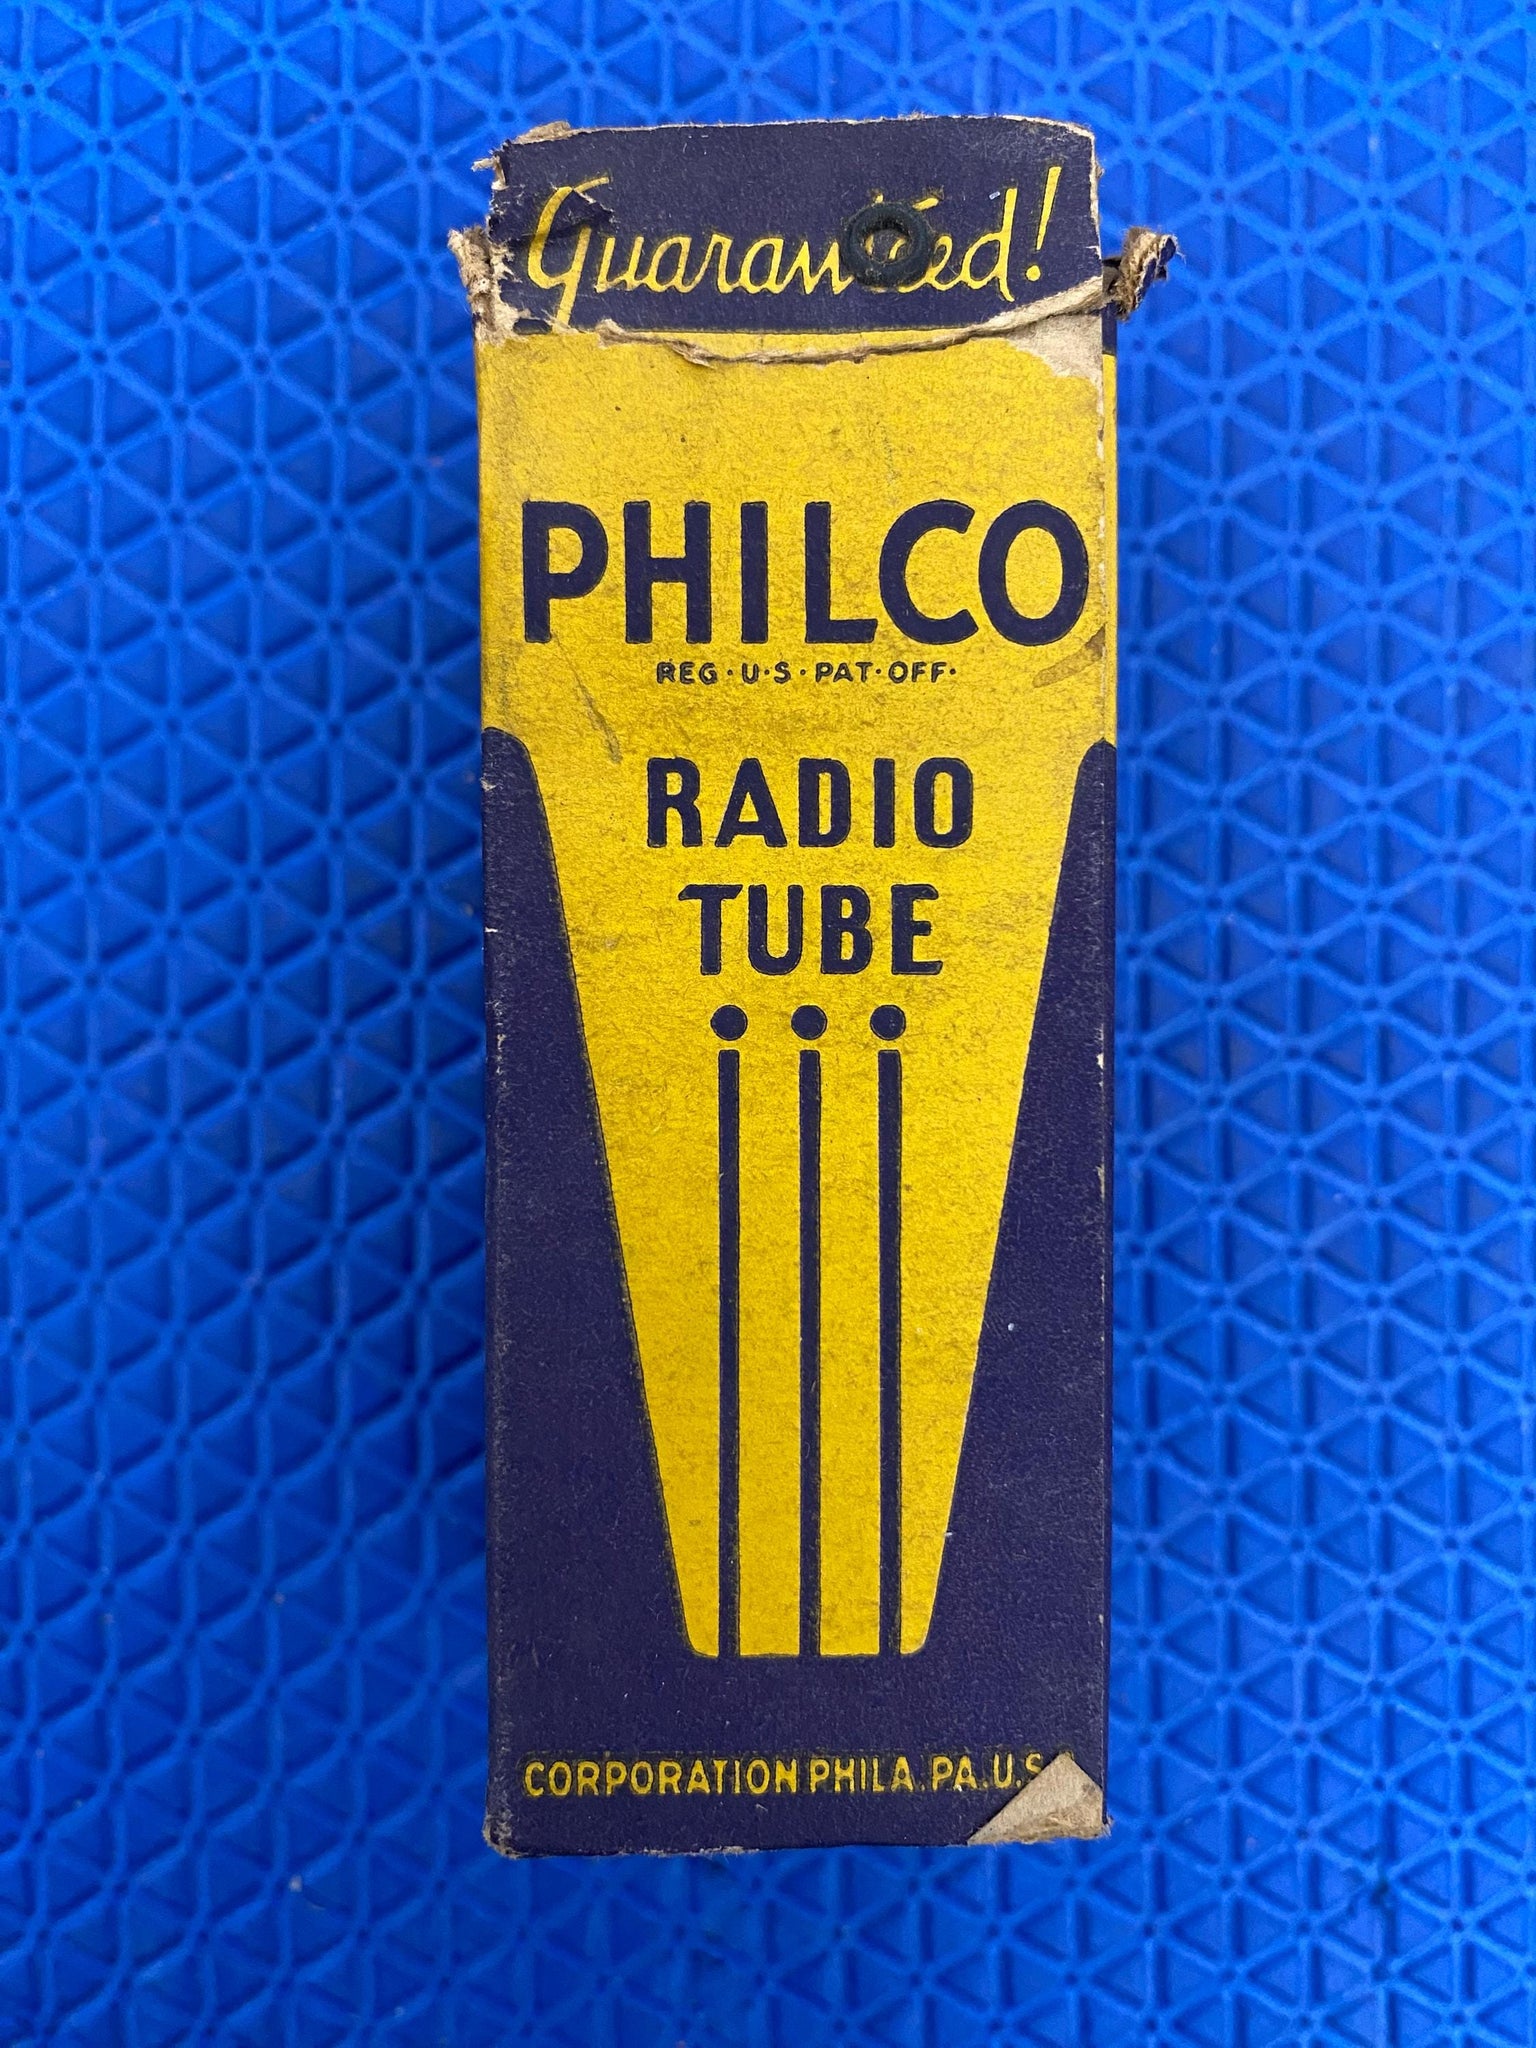 Guaranteed!
PHILCO
REG·U·S·PAT·OFF·
RADIO
TUBE
CORPORATION PHILA. PA. U.S.